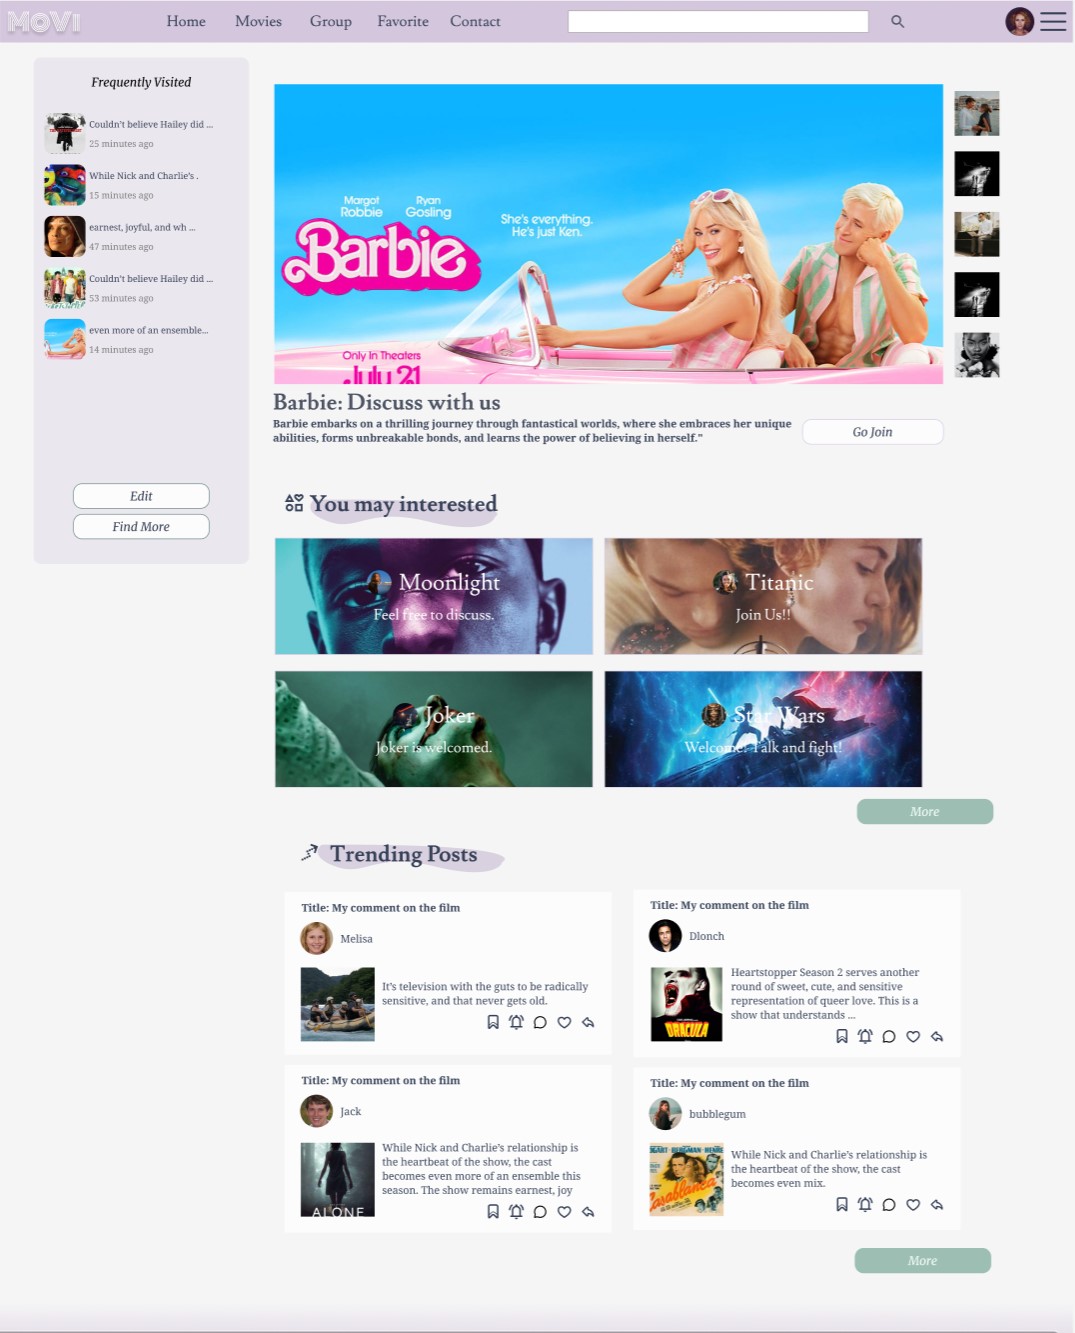 MOVI
Home Movies Group Favorite Contact
Frequently Visited
Couldn't believe Hailey did ...
25 minutes ago
While Nick and Charlie's .
15 minutes ago
earnest, joyful, and wh ...
47 minutes ago
Couldn't believe Hailey did ...
53 minutes ago
even more of an ensemble...
14 minutes ago
Edit
Find More
Margot Robbie
Ryan Gosling
Barbie
She's everything.
He's just Ken.
Only In Theaters
July 21
Barbie: Discuss with us
Barbie embarks on a thrilling journey through fantastical worlds, where she embraces her unique
abilities, forms unbreakable bonds, and learns the power of believing in herself."
Go Join
You may interested
Moonlight
Feel free to discuss.
Titanic
Join Us!!
Joker
Joker is welcomed.
Star Wars
Welcome! Talk and fight!
More
Trending Posts
Title: My comment on the film
Melisa
It's television with the guts to be radically
sensitive, and that never gets old.
Title: My comment on the film
Dlonch
DRACULA
Heartstopper Season 2 serves another
round of sweet, cute, and sensitive
representation of queer love. This is a
show that understands ...
Title: My comment on the film
Jack
ALONE
While Nick and Charlie's relationship is
the heartbeat of the show, the cast
becomes even more of an ensemble this
season. The show remains earnest, joy
Title: My comment on the film
bubblegum
BERGMAN
Casablanca
While Nick and Charlie's relationship is
the heartbeat of the show, the cast
becomes even mix.
More